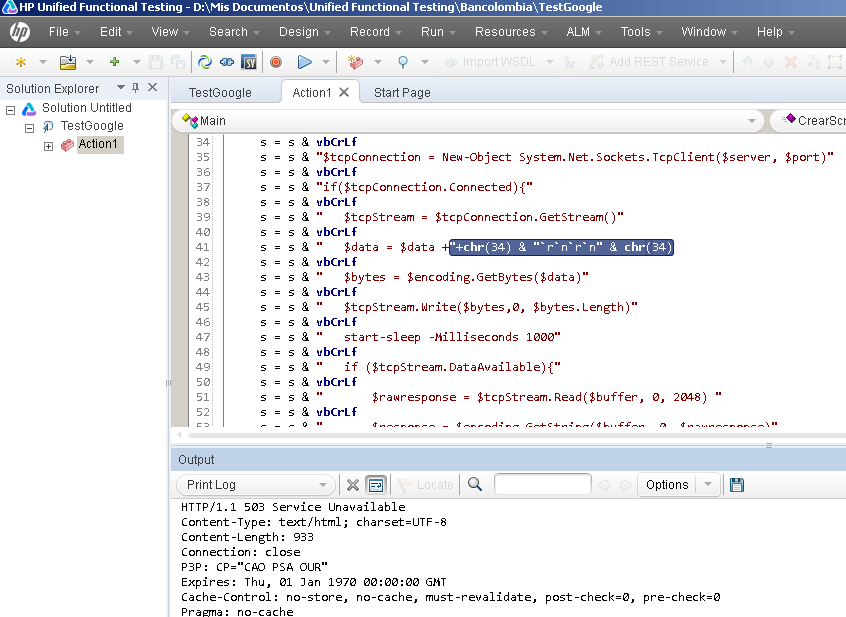 HP Unified Functional Testing - D:\Mis Documentos\Unified Functional Testing\Bancolombia\TestGoogle
hp File Edit View Search Design Record Run Resources ALM Tools Window Help
SV Import WSDL Add REST Service
Solution Explorer
Solution Untitled
TestGoogle
Action1
TestGoogle Action1 Start Page
Main CrearScr
34 s = s & vbCrLf
35 s = s & "$tcpConnection = New-Object System.Net.Sockets.TcpClient($server, $port)"
36 s = s & vbCrLf
37 s = s & "if($tcpConnection.Connected){"
38 s = s & vbCrLf
39 s = s & "   $tcpStream = $tcpConnection.GetStream()"
40 s = s & vbCrLf
41 s = s & "   $data = $data +"+chr(34) & "`r`n`r`n" & chr(34)
42 s = s & vbCrLf
43 s = s & "   $bytes = $encoding.GetBytes($data)"
44 s = s & vbCrLf
45 s = s & "   $tcpStream.Write($bytes,0, $bytes.Length)"
46 s = s & vbCrLf
47 s = s & "   start-sleep -Milliseconds 1000"
48 s = s & vbCrLf
49 s = s & "   if ($tcpStream.DataAvailable){"
50 s = s & vbCrLf
51 s = s & "       $rawresponse = $tcpStream.Read($buffer, 0, 2048) "
52 s = s & vbCrLf
53 s = s & "       $response = $encoding.GetString($buffer, 0, $rawresponse)"
Output
Print Log Locate Options
HTTP/1.1 503 Service Unavailable
Content-Type: text/html; charset=UTF-8
Content-Length: 933
Connection: close
P3P: CP="CAO PSA OUR"
Expires: Thu, 01 Jan 1970 00:00:00 GMT
Cache-Control: no-store, no-cache, must-revalidate, post-check=0, pre-check=0
Pragma: no-cache